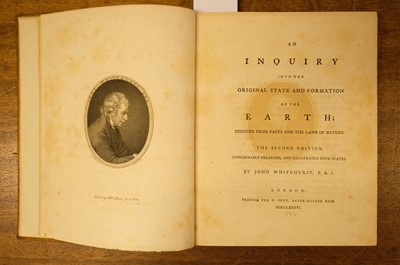 AN
INQUIRY
INTO THE
ORIGINAL STATE AND FORMATION
OF THE
EARTH;
DEDUCED FROM FACTS AND THE LAWS OF NATURE.
THE SECOND EDITION,
CONSIDERABLY ENLARGED, AND ILLUSTRATED WITH PLATES.
BY JOHN WHITEHURST, F.R.S.
LONDON:
PRINTED FOR W. BENT, PATER-NOSTER ROW.
MDCCLXXXVI.